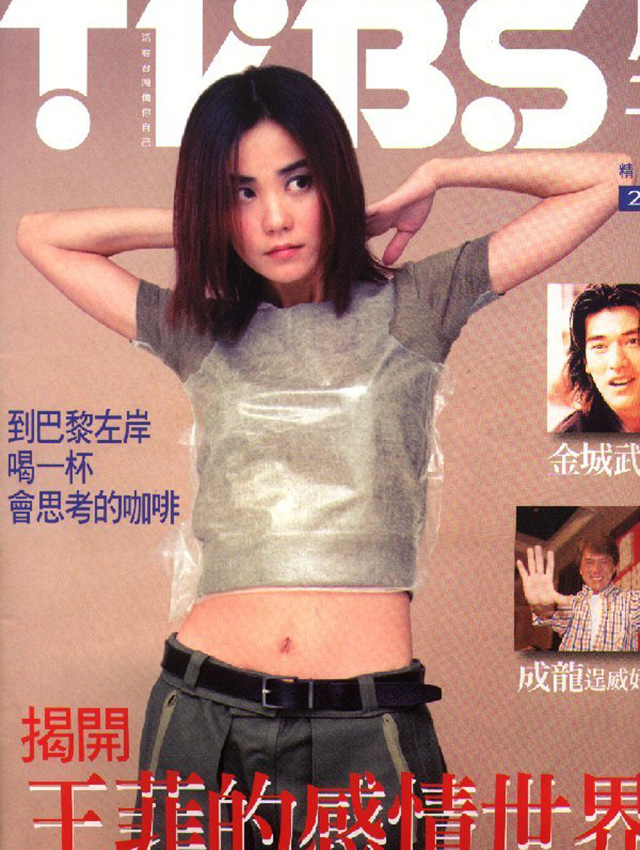 TVBS
活在台灣做你自己
精
2
到巴黎左岸
喝一杯
會思考的咖啡
金城武
成龍逞威
揭開
王菲的感情世界